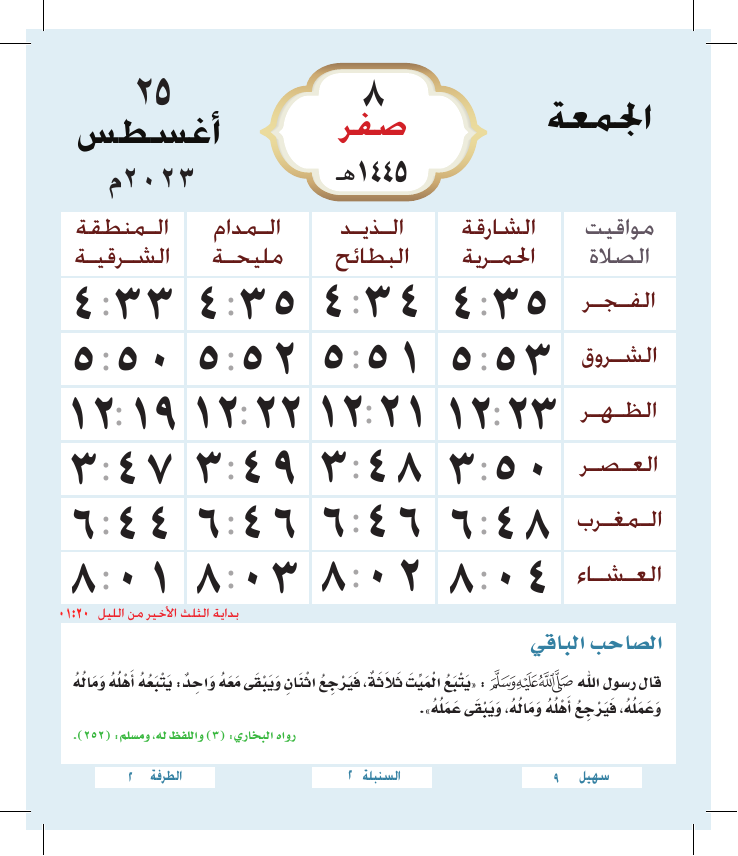 الجمعة
٨
صفر
١٤٤٥هـ
٢٥
أغسطس
٢٠٢٣م
مواقيت الصلاة | الشارقة الحمرية | الذيد البطائح | المدام مليحة | المنطقة الشرقية
الفجر ٤:٣٥ ٤:٣٤ ٤:٣٥ ٤:٣٣
الشروق ٥:٥٣ ٥:٥١ ٥:٥٢ ٥:٥٠
الظهر ١٢:٢٣ ١٢:٢١ ١٢:٢٢ ١٢:١٩
العصر ٣:٥٠ ٣:٤٨ ٣:٤٩ ٣:٤٧
المغرب ٦:٤٨ ٦:٤٦ ٦:٤٦ ٦:٤٤
العشاء ٨:٠٤ ٨:٠٢ ٨:٠٣ ٨:٠١
بداية الثلث الأخير من الليل ٠١:٢٠
الصاحب الباقي
قال رسول الله صَلَّى اللَّهُ عَلَيْهِ وَسَلَّمَ : «يَتْبَعُ الْمَيِّتَ ثَلَاثَةٌ، فَيَرْجِعُ اثْنَانِ وَيَبْقَى مَعَهُ وَاحِدٌ: يَتْبَعُهُ أَهْلُهُ وَمَالُهُ
وَعَمَلُهُ، فَيَرْجِعُ أَهْلُهُ وَمَالُهُ، وَيَبْقَى عَمَلُهُ».
رواه البخاري: (٣) واللفظ له، ومسلم: (٢٥٢).
سهيل ٩
السنبلة ٢
الطرفة ٢